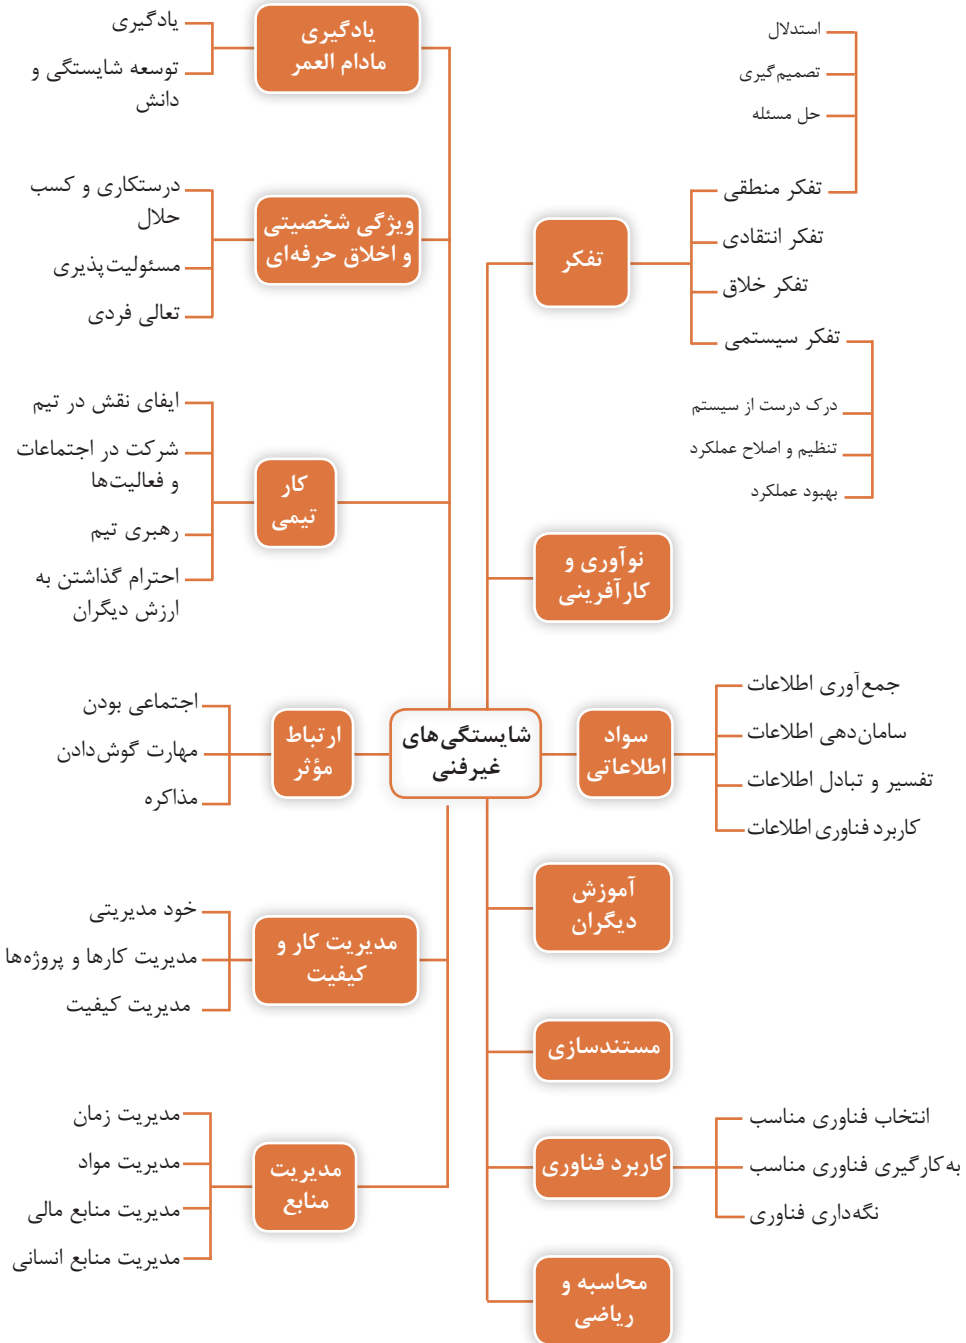 شایستگی‌های
غیرفنی
تفکر
استدلال
تصمیم‌گیری
حل مسئله
تفکر منطقی
تفکر انتقادی
تفکر خلاق
تفکر سیستمی
درک درست از سیستم
تنظیم و اصلاح عملکرد
بهبود عملکرد
نوآوری و
کارآفرینی
سواد
اطلاعاتی
جمع‌آوری اطلاعات
سامان‌دهی اطلاعات
تفسیر و تبادل اطلاعات
کاربرد فناوری اطلاعات
آموزش
دیگران
مستندسازی
کاربرد فناوری
انتخاب فناوری مناسب
به‌کارگیری فناوری مناسب
نگه‌داری فناوری
محاسبه و
ریاضی
یادگیری
مادام العمر
یادگیری
توسعه شایستگی و
دانش
ویژگی شخصیتی
و اخلاق حرفه‌ای
درستکاری و کسب
حلال
مسئولیت‌پذیری
تعالی فردی
کار
تیمی
ایفای نقش در تیم
شرکت در اجتماعات
و فعالیت‌ها
رهبری تیم
احترام گذاشتن به
ارزش دیگران
ارتباط
مؤثر
اجتماعی بودن
مهارت گوش‌دادن
مذاکره
مدیریت کار و
کیفیت
خود مدیریتی
مدیریت کارها و پروژه‌ها
مدیریت کیفیت
مدیریت
منابع
مدیریت زمان
مدیریت مواد
مدیریت منابع مالی
مدیریت منابع انسانی